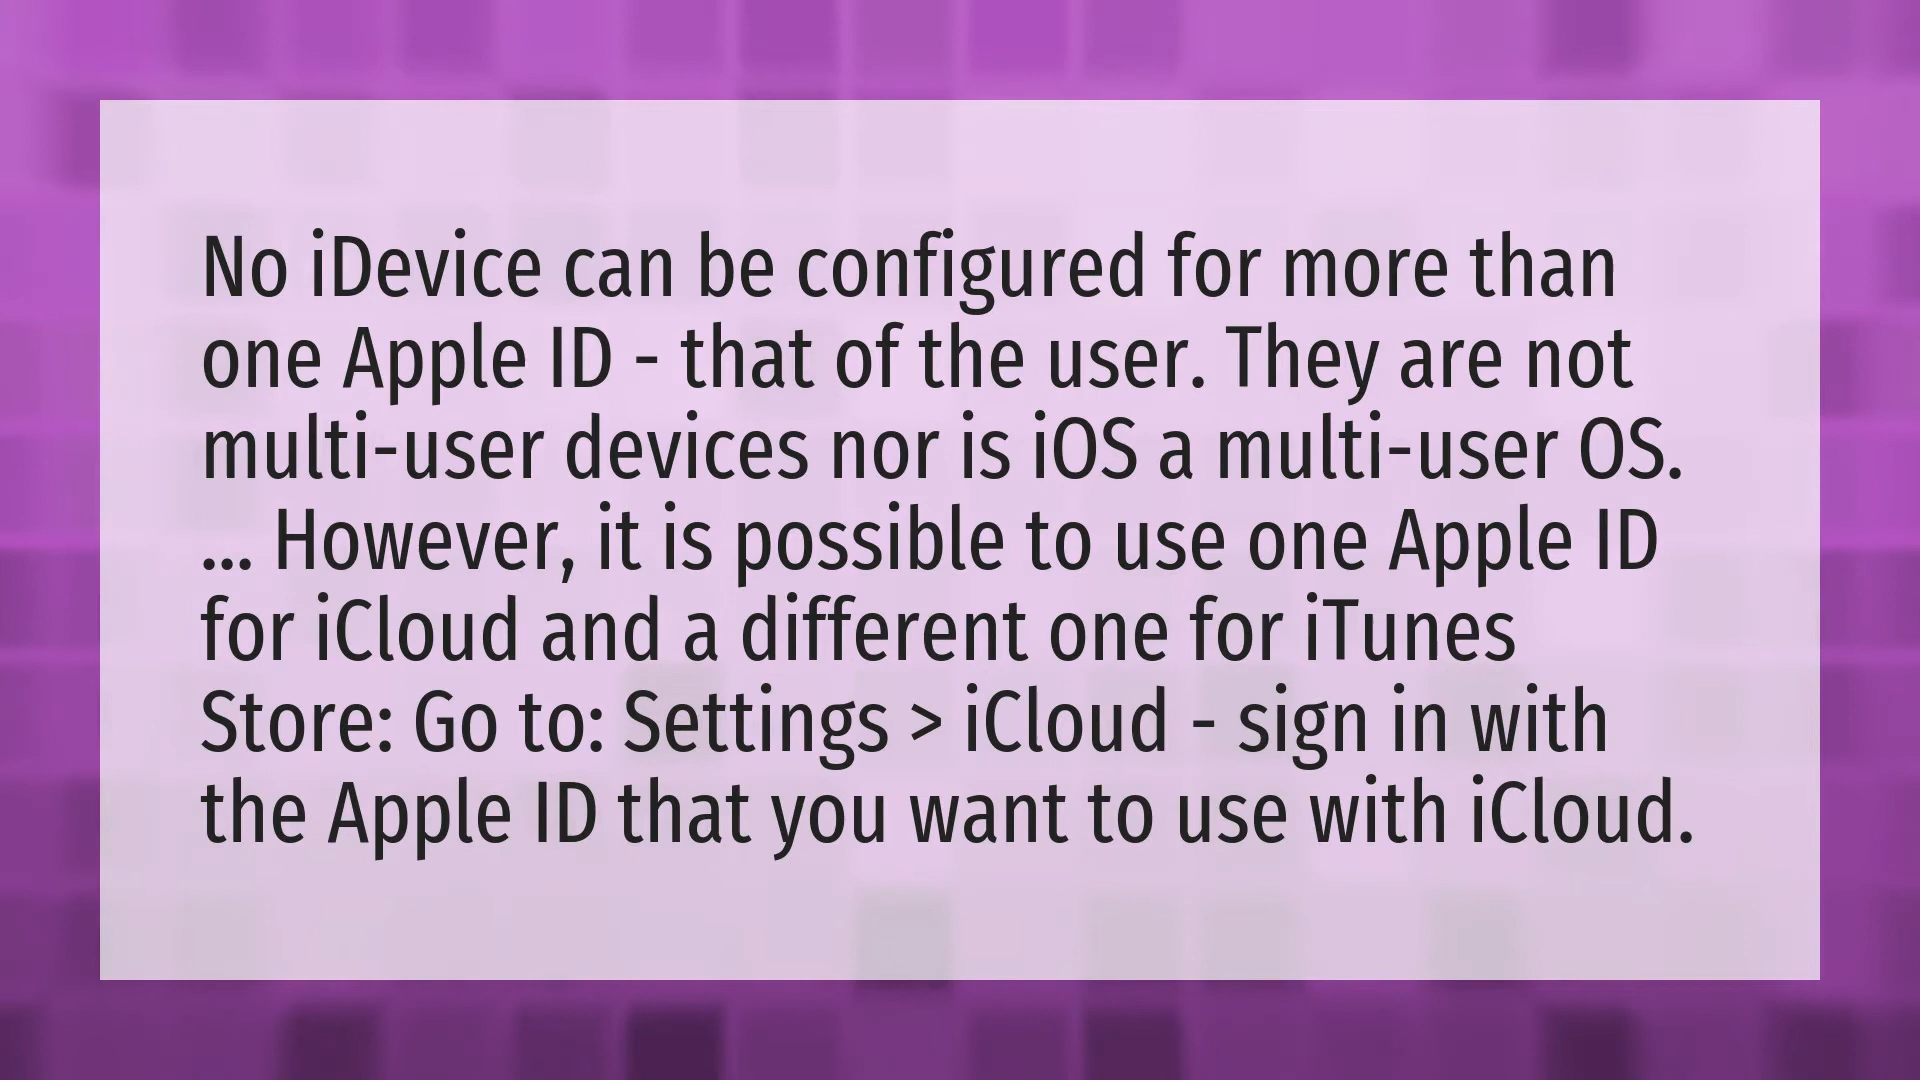 No iDevice can be configured for more than
one Apple ID - that of the user. They are not
multi-user devices nor is iOS a multi-user OS.
... However, it is possible to use one Apple ID
for iCloud and a different one for iTunes
Store: Go to: Settings > iCloud - sign in with
the Apple ID that you want to use with iCloud.